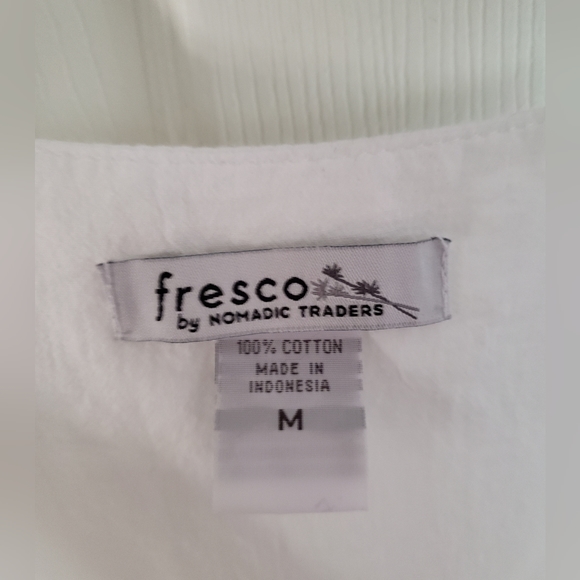 fresco
by NOMADIC TRADERS
100% COTTON
MADE IN
INDONESIA
M